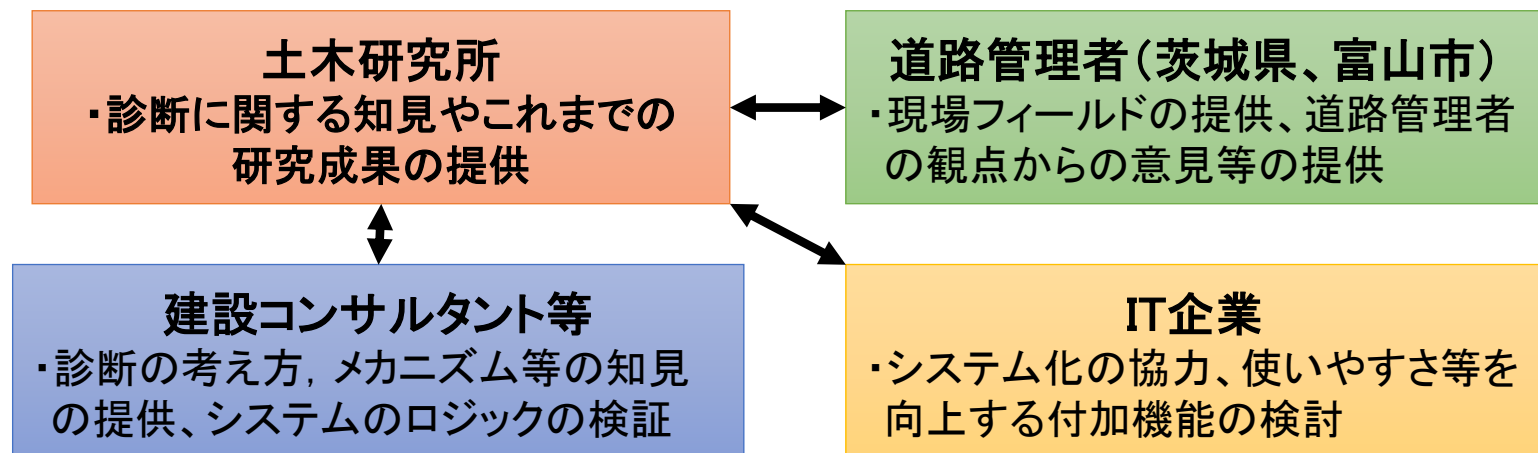 土木研究所
・診断に関する知見やこれまでの
研究成果の提供
道路管理者（茨城県、富山市）
・現場フィールドの提供、道路管理者
の観点からの意見等の提供
建設コンサルタント等
・診断の考え方，メカニズム等の知見
の提供、システムのロジックの検証
IT企業
・システム化の協力、使いやすさ等を
向上する付加機能の検討